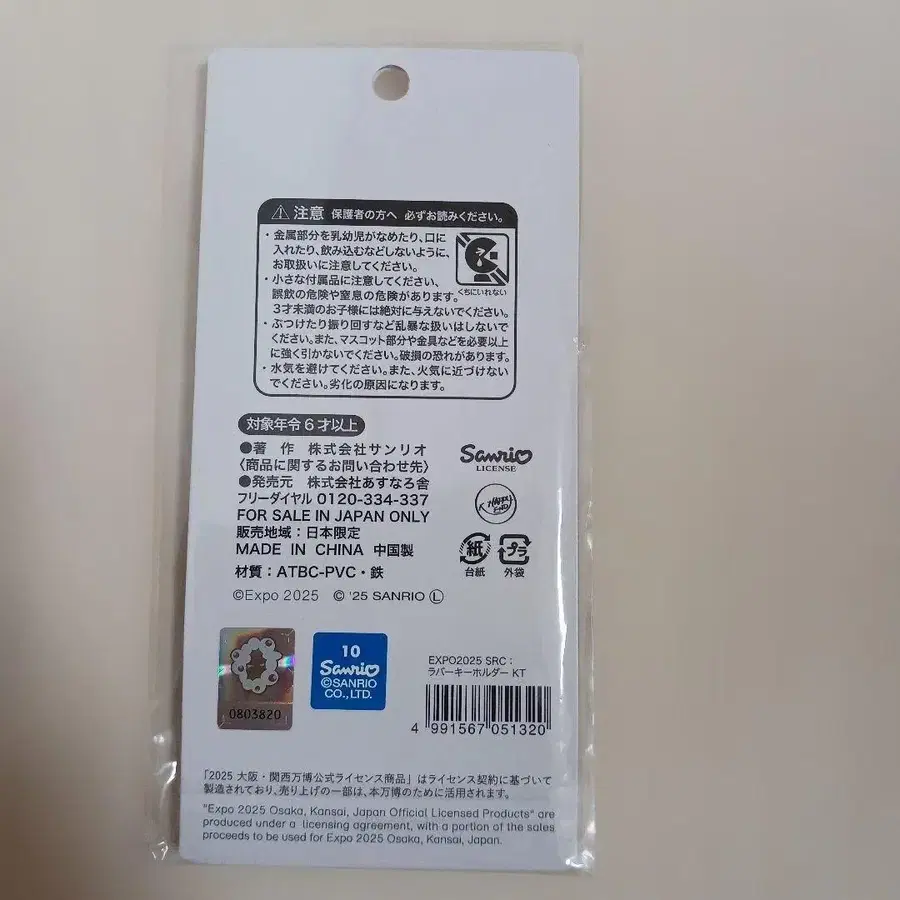 ⚠注意 保護者の方へ 必ずお読みください。
・金属部分を乳幼児がなめたり、口に
入れたり、飲み込むなどしないように、
お取扱いに注意してください。
・小さな付属品に注意してください、
誤飲の危険や窒息の危険があります。
3才未満のお子様には絶対に与えないでください。
・ぶつけたり振り回すなど乱暴な扱いはしないで
ください。また、マスコット部分や金具などを必要以上
に強く引かないでください。破損の恐れがあります。
・水気を避けてください。また、火気に近づけない
でください。劣化の原因になります。
くちにいれない
対象年令6才以上
●著 作 株式会社サンリオ
〈商品に関するお問い合わせ先〉
●発売元 株式会社あすなろ舎
フリーダイヤル 0120-334-337
FOR SALE IN JAPAN ONLY
販売地域：日本限定
MADE IN CHINA 中国製
材質：ATBC-PVC・鉄
©Expo 2025 © '25 SANRIO Ⓛ
Sanrio
LICENSE
HAPPY
END
紙
台紙
プラ
外袋
0803820
10
Sanrio
©SANRIO
CO.,LTD.
EXPO2025 SRC：
ラバーキーホルダー KT
4 991567 051320
「2025 大阪・関西万博公式ライセンス商品」はライセンス契約に基づいて
製造されており、売り上げの一部は、本万博のために活用されます。
"Expo 2025 Osaka, Kansai, Japan Official Licensed Products" are
produced under a licensing agreement, with a portion of the sales
proceeds to be used for Expo 2025 Osaka, Kansai, Japan.